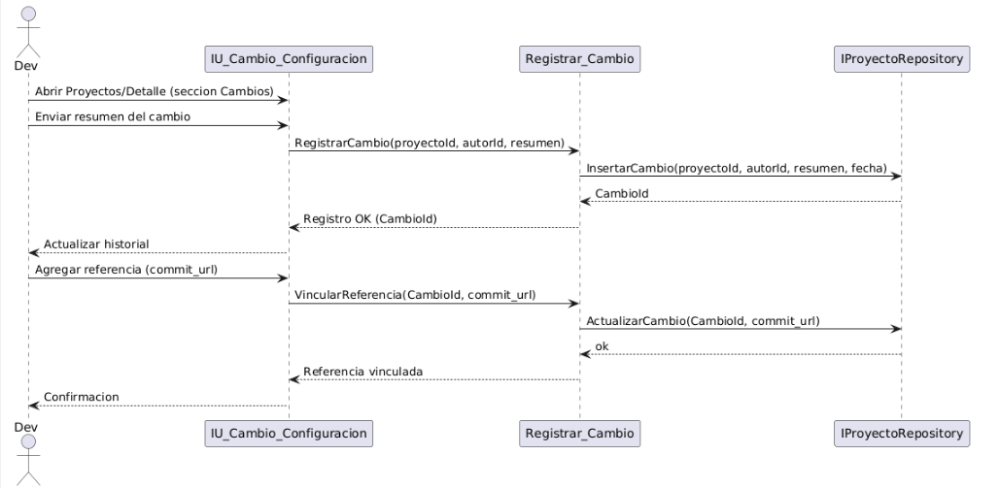 Dev
IU_Cambio_Configuracion
Registrar_Cambio
IProyectoRepository
Abrir Proyectos/Detalle (seccion Cambios)
Enviar resumen del cambio
RegistrarCambio(proyectoId, autorId, resumen)
InsertarCambio(proyectoId, autorId, resumen, fecha)
CambioId
Registro OK (CambioId)
Actualizar historial
Agregar referencia (commit_url)
VincularReferencia(CambioId, commit_url)
ActualizarCambio(CambioId, commit_url)
ok
Referencia vinculada
Confirmacion
Dev
IU_Cambio_Configuracion
Registrar_Cambio
IProyectoRepository